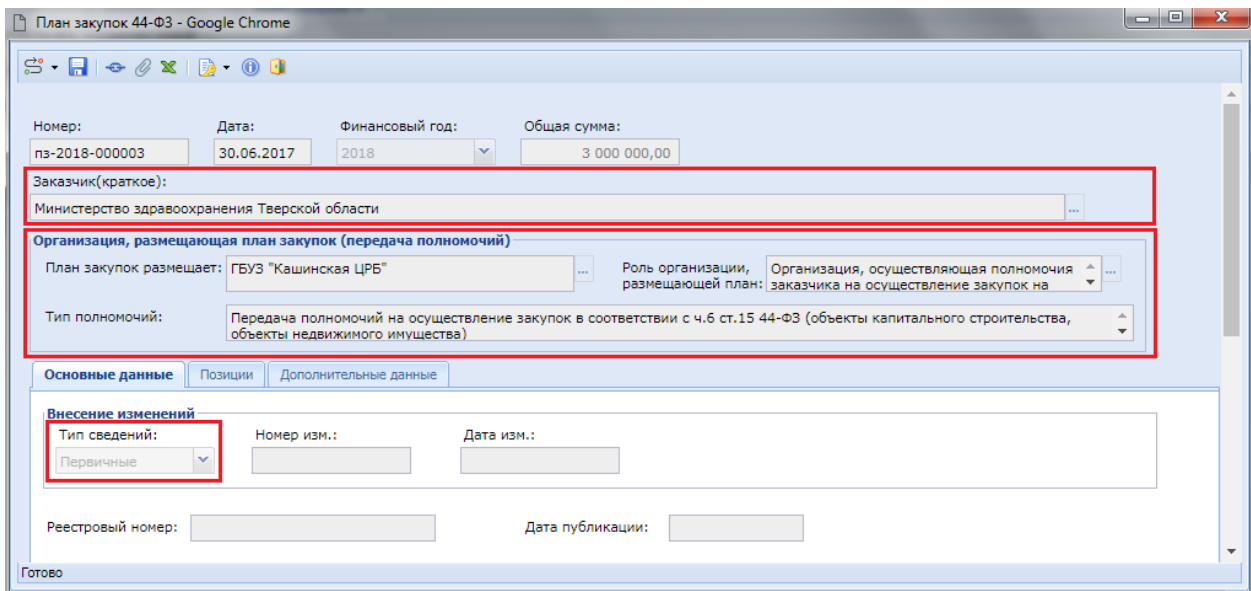 План закупок 44-ФЗ - Google Chrome
Номер: Дата: Финансовый год: Общая сумма:
пз-2018-000003 30.06.2017 2018 3 000 000,00
Заказчик(краткое):
Министерство здравоохранения Тверской области ...
Организация, размещающая план закупок (передача полномочий)
План закупок размещает: ГБУЗ "Кашинская ЦРБ" ... Роль организации, Организация, осуществляющая полномочия ...
размещающей план: заказчика на осуществление закупок на
Тип полномочий: Передача полномочий на осуществление закупок в соответствии с ч.6 ст.15 44-ФЗ (объекты капитального строительства,
объекты недвижимого имущества)
Основные данные Позиции Дополнительные данные
Внесение изменений
Тип сведений: Номер изм.: Дата изм.:
Первичные
Реестровый номер: Дата публикации:
Готово